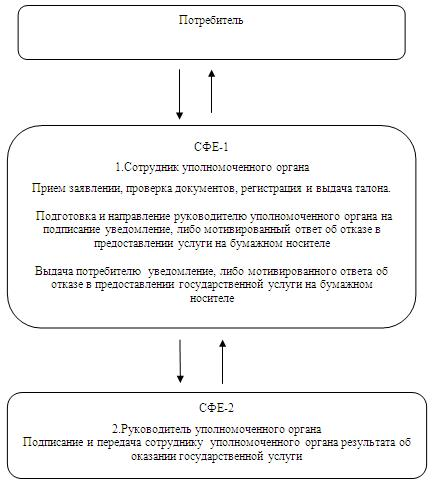 Потребитель
СФЕ-1
1.Сотрудник уполномоченного органа
Прием заявлении, проверка документов, регистрация и выдача талона.
Подготовка и направление руководителю уполномоченного органа на
подписание уведомление, либо мотивированный ответ об отказе в
предоставлении услуги на бумажном носителе
Выдача потребителю уведомление, либо мотивированного ответа об
отказе в предоставлении государственной услуги на бумажном
носителе
СФЕ-2
2.Руководитель уполномоченного органа
Подписание и передача сотруднику уполномоченного органа результата об
оказании государственной услуги